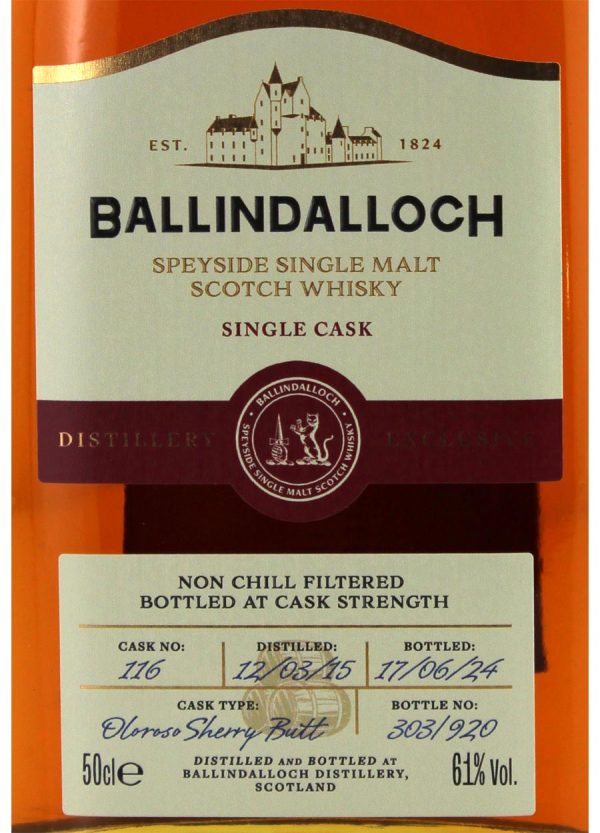 EST. 1824
BALLINDALLOCH
SPEYSIDE SINGLE MALT
SCOTCH WHISKY
SINGLE CASK
DISTILLERY EXCLUSIVE
· BALLINDALLOCH ·
SPEYSIDE SINGLE MALT SCOTCH WHISKY
NON CHILL FILTERED
BOTTLED AT CASK STRENGTH
CASK NO: DISTILLED: BOTTLED:
116 12/03/15 17/06/24
CASK TYPE: BOTTLE NO:
Oloroso Sherry Butt 303/920
50cl℮ DISTILLED AND BOTTLED AT 61% Vol.
BALLINDALLOCH DISTILLERY,
SCOTLAND